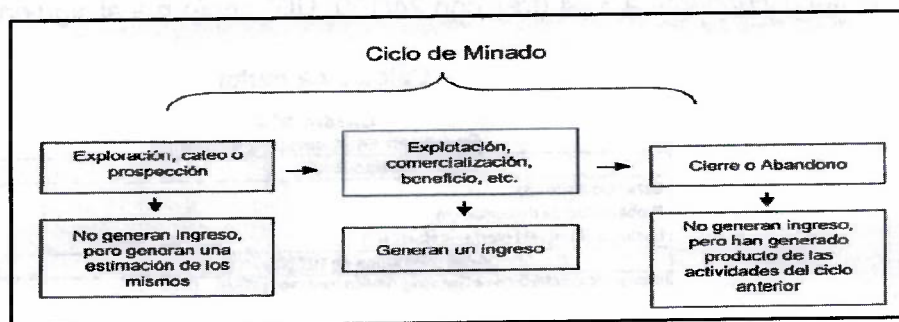 Ciclo de Minado
Exploración, cateo o
prospección
Explotación,
comercialización,
beneficio, etc.
Cierre o Abandono
No generan ingreso,
pero generan una
estimación de los
mismos
Generan un ingreso
No generan ingreso,
pero han generado
producto de las
actividades del ciclo
anterior